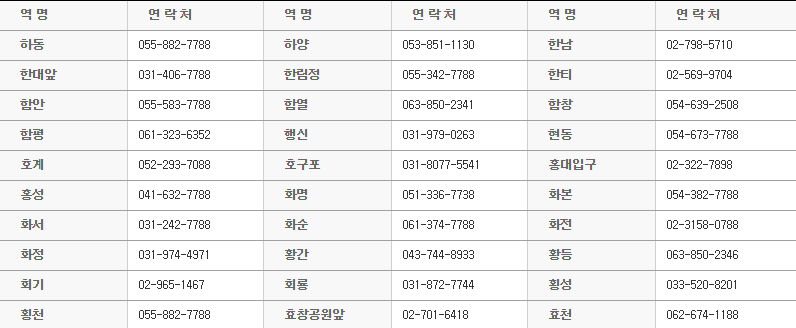 역 명 연 락 처 역 명 연 락 처 역 명 연 락 처
하동 055-882-7788 하양 053-851-1130 한남 02-798-5710
한대앞 031-406-7788 한림정 055-342-7788 한티 02-569-9704
함안 055-583-7788 함열 063-850-2341 함창 054-639-2508
함평 061-323-6352 행신 031-979-0263 현동 054-673-7788
호계 052-293-7088 호구포 031-8077-5541 홍대입구 02-322-7898
홍성 041-632-7788 화명 051-336-7738 화본 054-382-7788
화서 031-242-7788 화순 061-374-7788 화전 02-3158-0788
화정 031-974-4971 황간 043-744-8933 황등 063-850-2346
회기 02-965-1467 회룡 031-872-7744 횡성 033-520-8201
횡천 055-882-7788 효창공원앞 02-701-6418 효천 062-674-1188